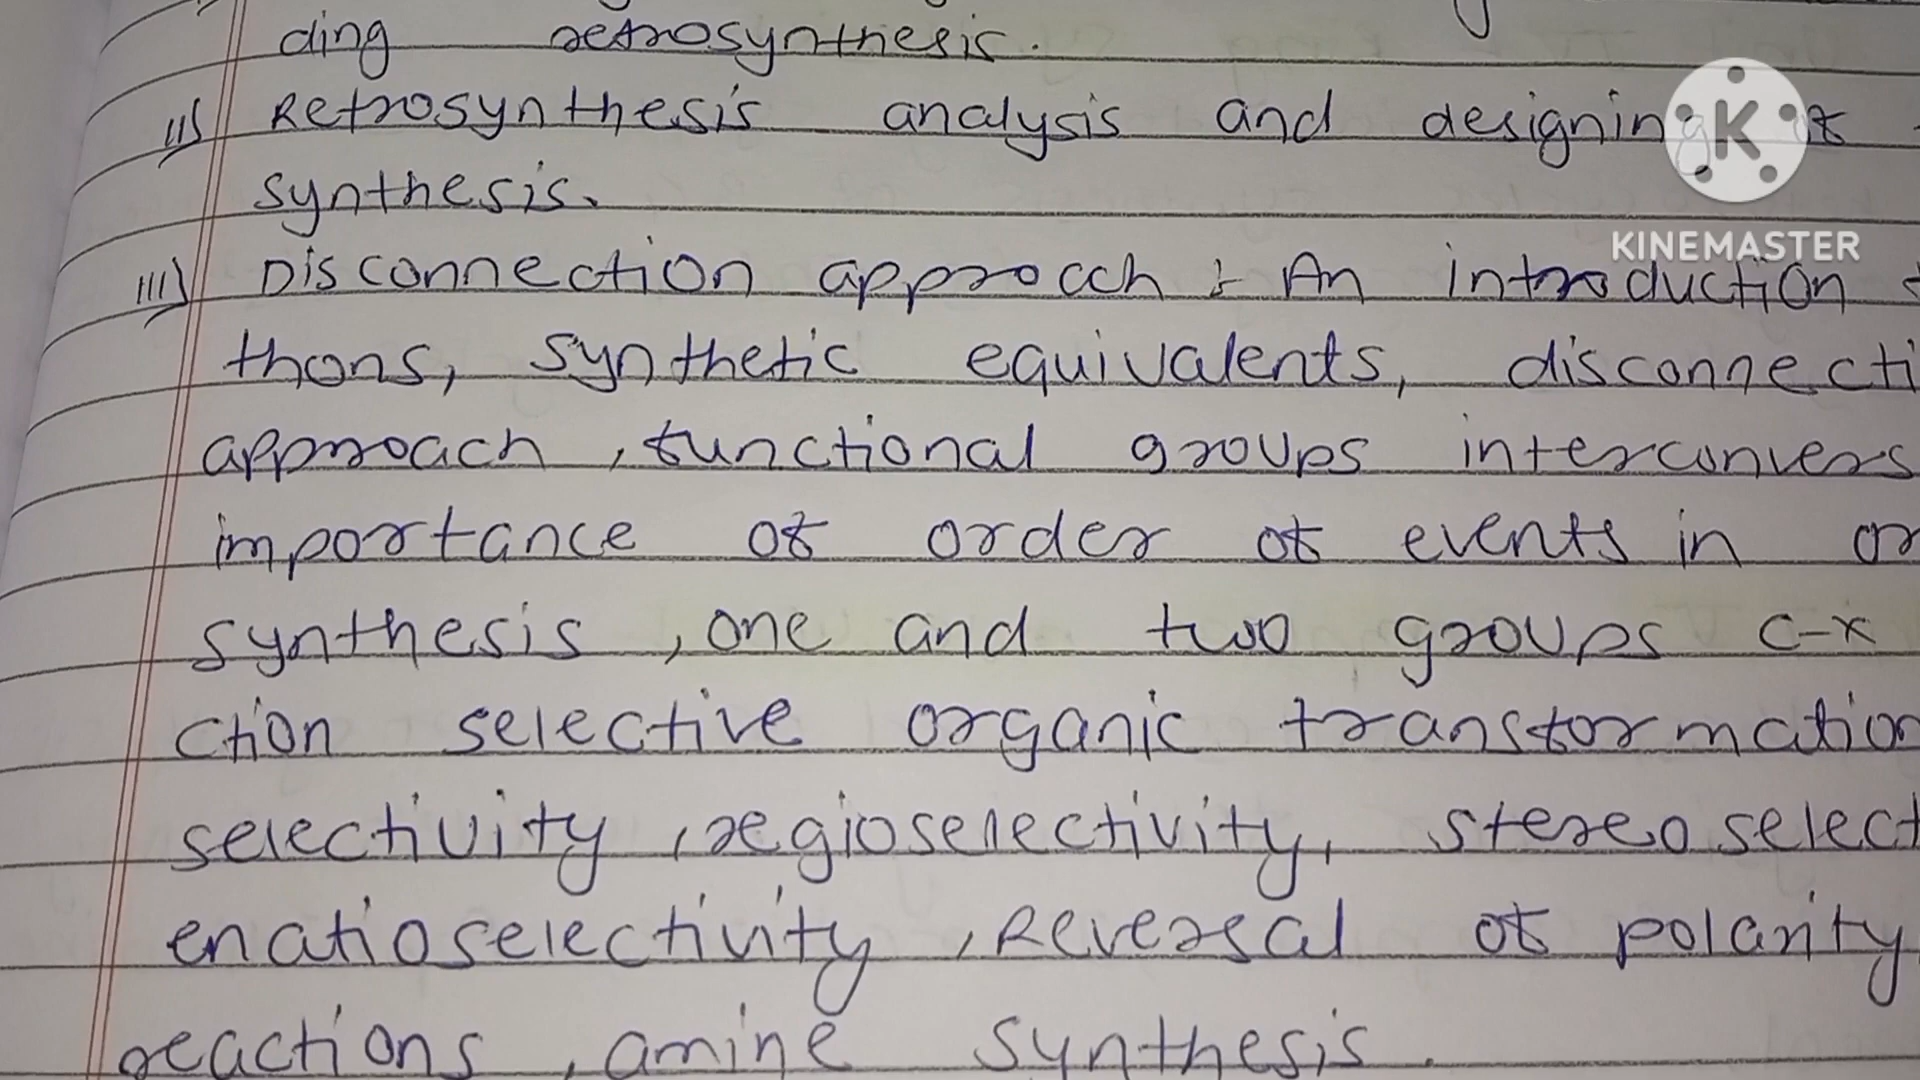 ding retrosynthesis.
II) Retrosynthesis analysis and designing of
synthesis.
III) Disconnection approach :- An introduction
thons, synthetic equivalents, disconnecti
approach, functional groups interconvers
importance of order of events in or
synthesis, one and two groups C-X
ction selective organic transformation
selectivity, regioselectivity, stereoselect
enatioselectivity, Reversal of polarity
reactions, amine synthesis.
KINEMASTER